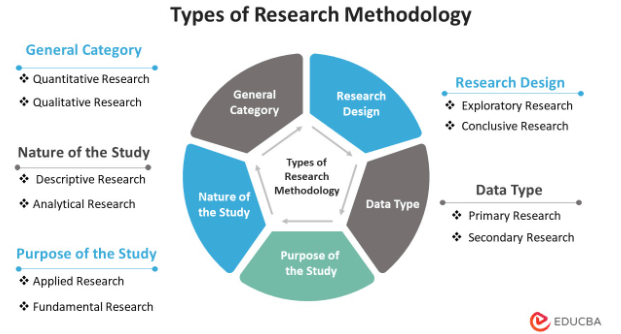 Types of Research Methodology
General Category
❖ Quantitative Research
❖ Qualitative Research
Nature of the Study
❖ Descriptive Research
❖ Analytical Research
Purpose of the Study
❖ Applied Research
❖ Fundamental Research
General
Category
Research
Design
Nature of
the Study
Types of
Research
Methodology
Data Type
Purpose of
the Study
Research Design
❖ Exploratory Research
❖ Conclusive Research
Data Type
❖ Primary Research
❖ Secondary Research
EDUCBA